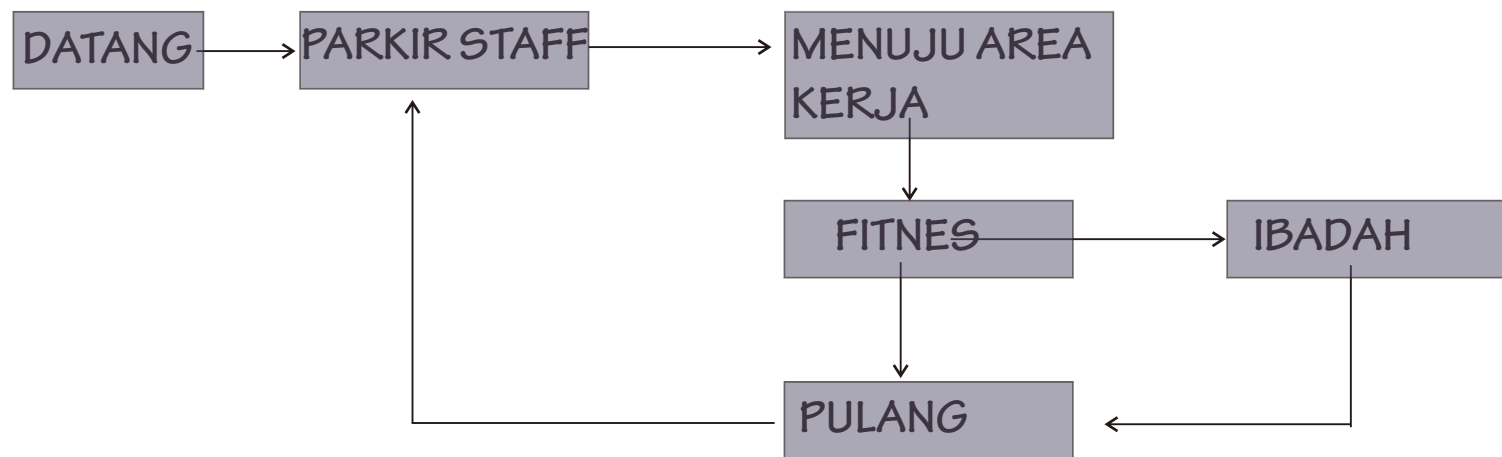 DATANG
PARKIR STAFF
MENUJU AREA
KERJA
FITNES
IBADAH
PULANG